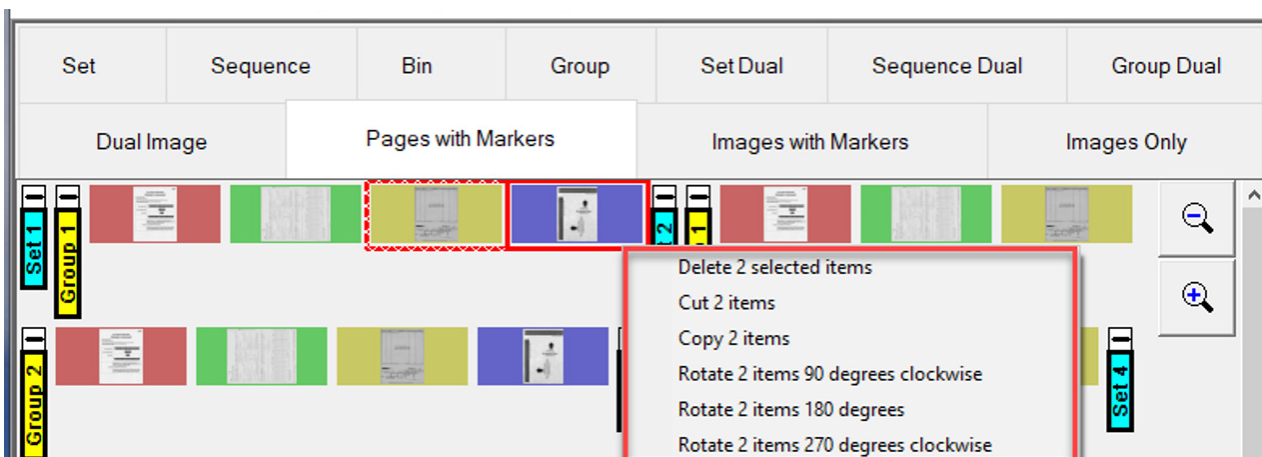 Set Sequence Bin Group Set Dual Sequence Dual Group Dual
Dual Image Pages with Markers Images with Markers Images Only
Set 1
Group 1
Delete 2 selected items
Cut 2 items
Copy 2 items
Rotate 2 items 90 degrees clockwise
Rotate 2 items 180 degrees
Rotate 2 items 270 degrees clockwise
Group 2
Set 4